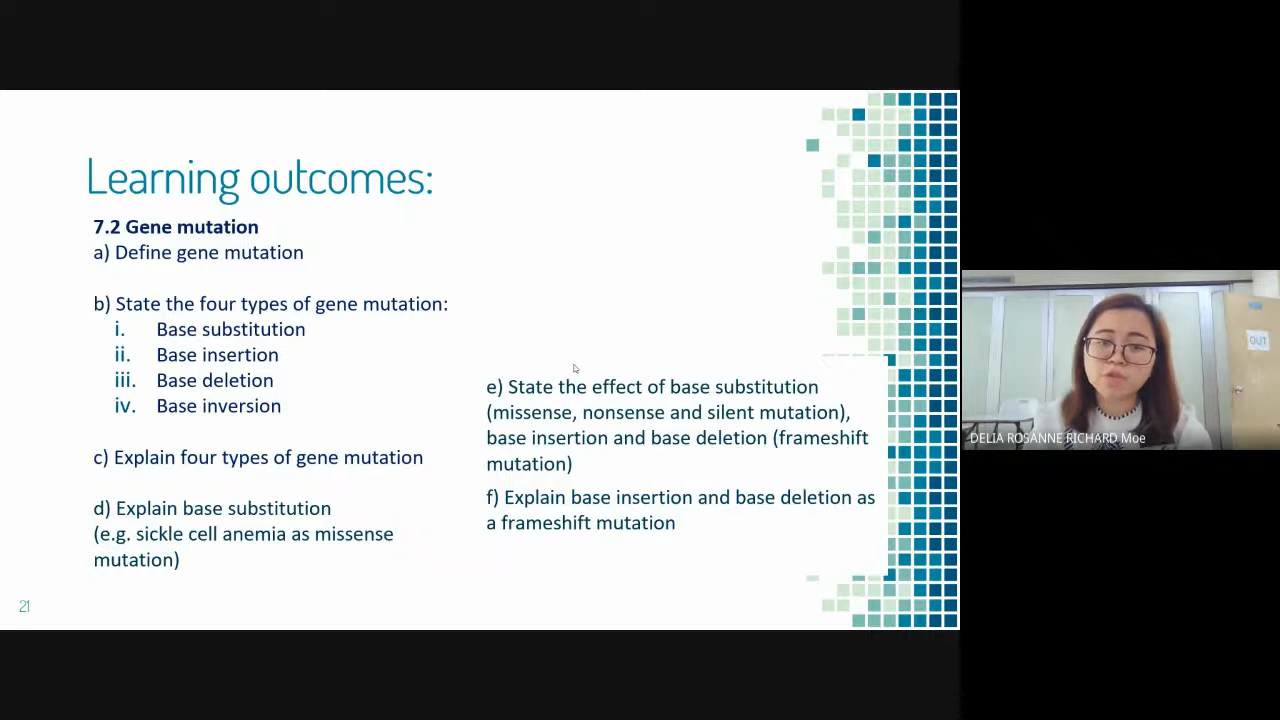 Learning outcomes:
7.2 Gene mutation
a) Define gene mutation
b) State the four types of gene mutation:
i. Base substitution
ii. Base insertion
iii. Base deletion
iv. Base inversion
c) Explain four types of gene mutation
d) Explain base substitution
(e.g. sickle cell anemia as missense
mutation)
e) State the effect of base substitution
(missense, nonsense and silent mutation),
base insertion and base deletion (frameshift
mutation)
f) Explain base insertion and base deletion as
a frameshift mutation
21
OUT
DELIA ROSANNE RICHARD Moe